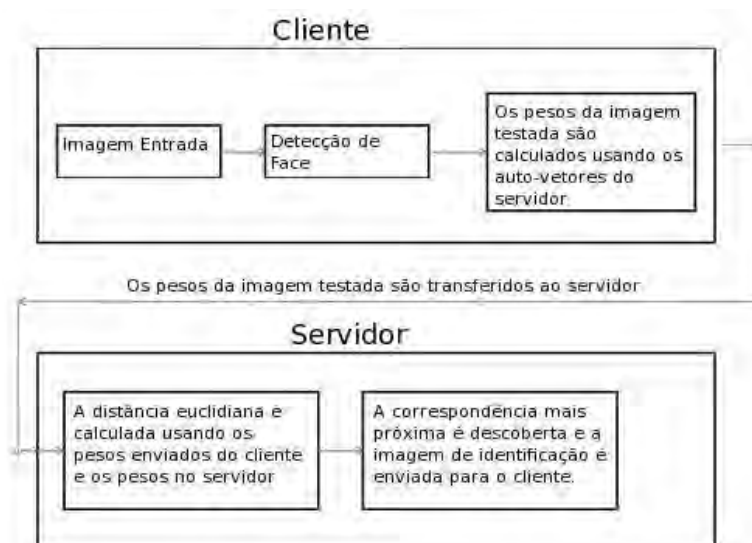 Cliente
Imagem Entrada
Detecção de
Face
Os pesos da imagem
testada são
calculados usando os
auto-vetores do
servidor
Os pesos da imagem testada são transferidos ao servidor
Servidor
A distância euclidiana e
calculada usando os
pesos enviados do cliente
e os pesos no servidor
A correspondência mais
próxima é descoberta e a
imagem de identificação é
enviada para o cliente.